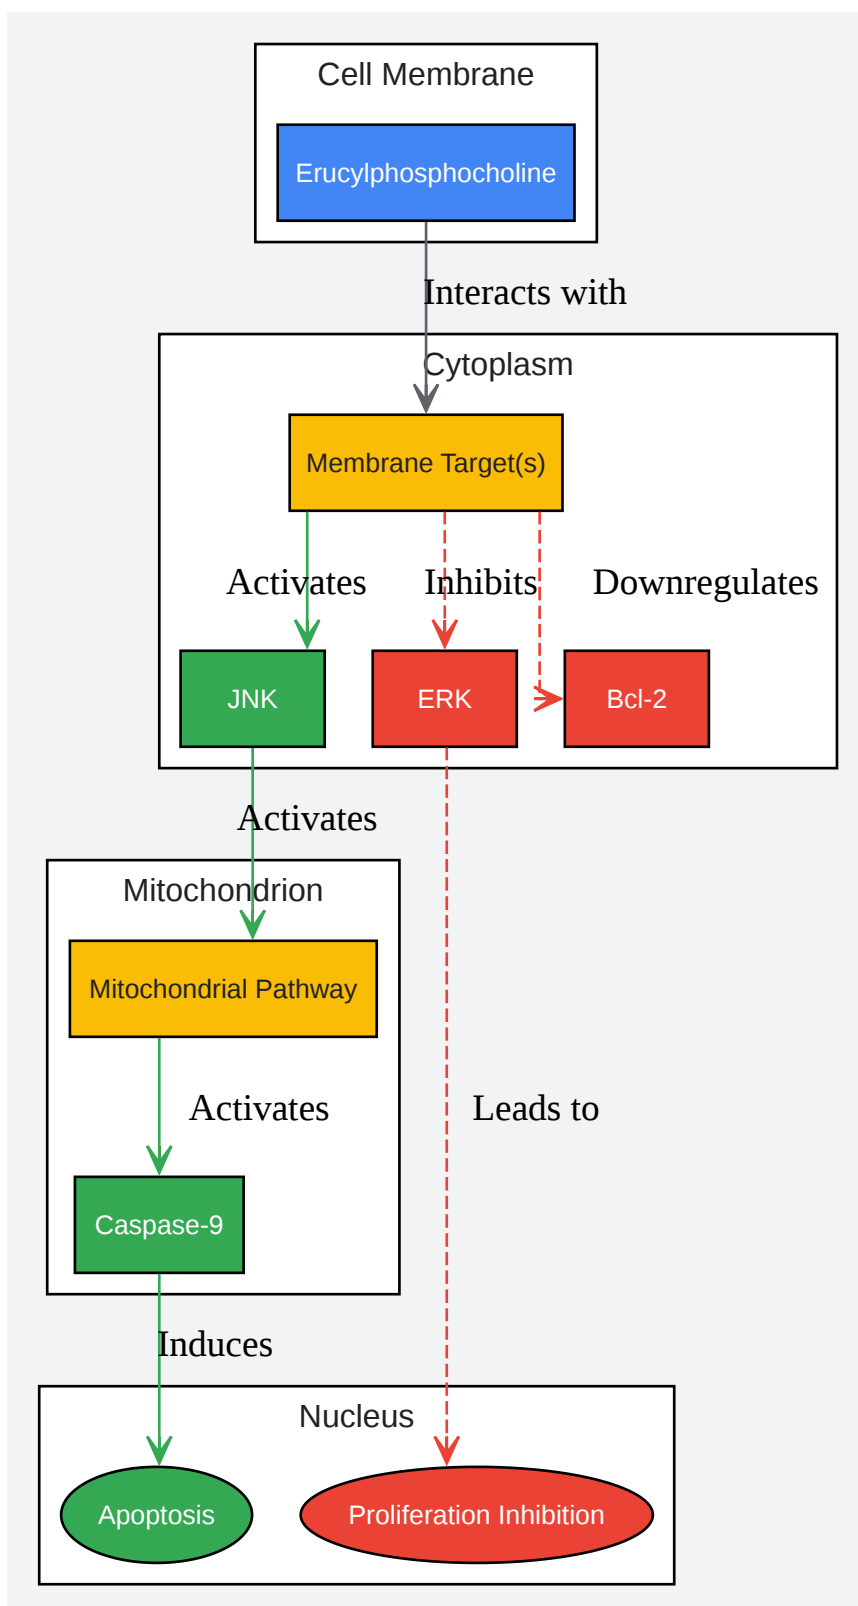 Cell Membrane
Erucylphosphocholine
Interacts with
Cytoplasm
Membrane Target(s)
Activates
Inhibits
Downregulates
JNK
ERK
Bcl-2
Activates
Mitochondrion
Mitochondrial Pathway
Activates
Leads to
Caspase-9
Induces
Nucleus
Apoptosis
Proliferation Inhibition